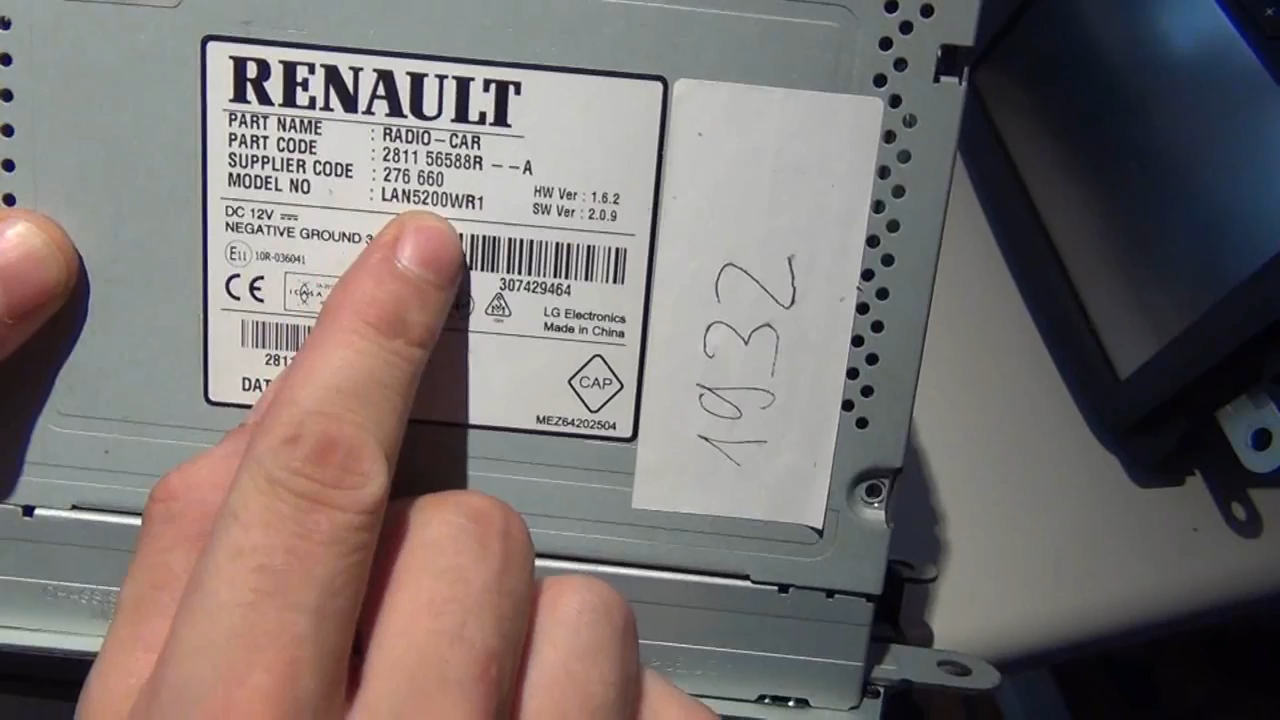 RENAULT
PART NAME : RADIO-CAR
PART CODE : 2811 56588R --A
SUPPLIER CODE : 276 660
MODEL NO : LAN5200WR1
HW Ver : 1.6.2
SW Ver : 2.0.9
DC 12V
NEGATIVE GROUND
E11 10R-036041
CE
307429464
LG Electronics
Made in China
CAP
MEZ64202504
1932